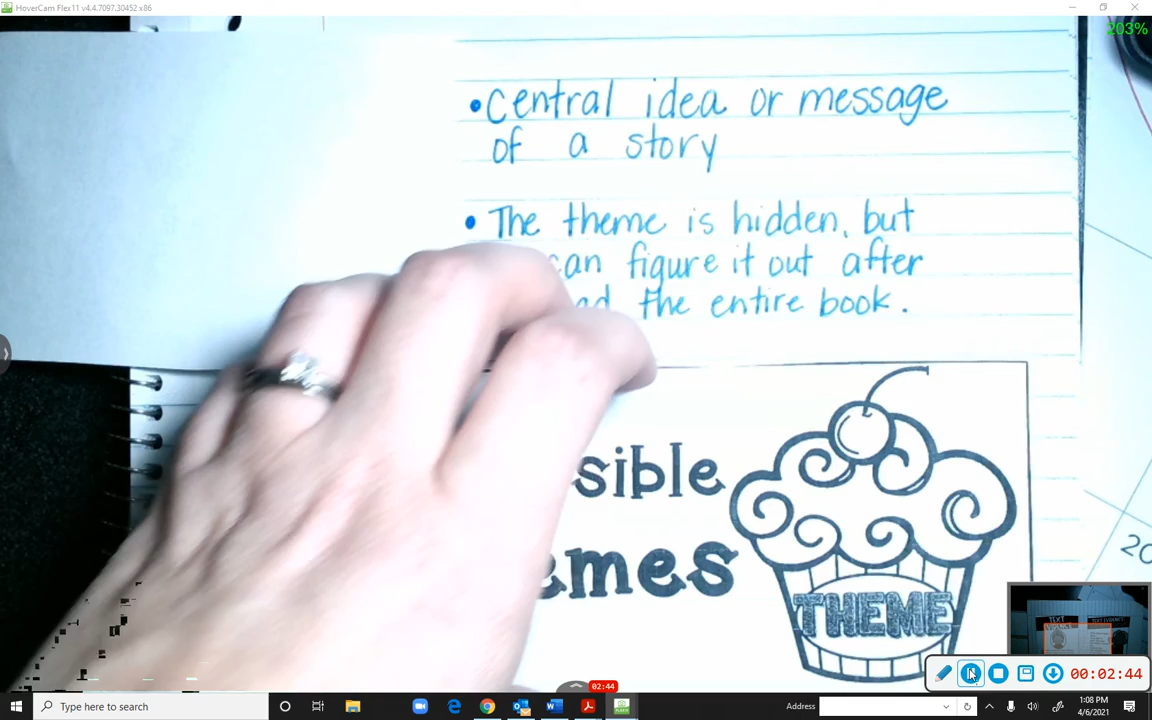 HoverCam Flex11 v4.4.7097.30452 x86
203%
•Central idea or message
of a story
• The theme is hidden, but
can figure it out after
the entire book.
sible
emes
THEME
20
00:02:44
02:44
Type here to search
Address
1:08 PM
4/6/2021